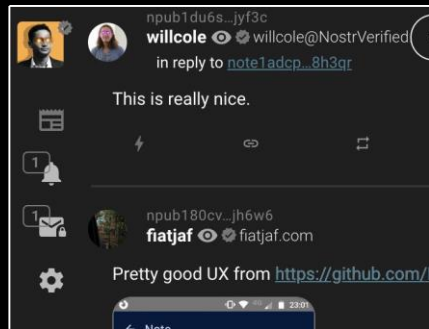 npub1du6s...jyf3c
willcole willcole@NostrVerified
in reply to note1adcp...8h3qr
This is really nice.
1
1
npub180cv...jh6w6
fiatjaf fiatjaf.com
Pretty good UX from https://github.com/
23:01
Note